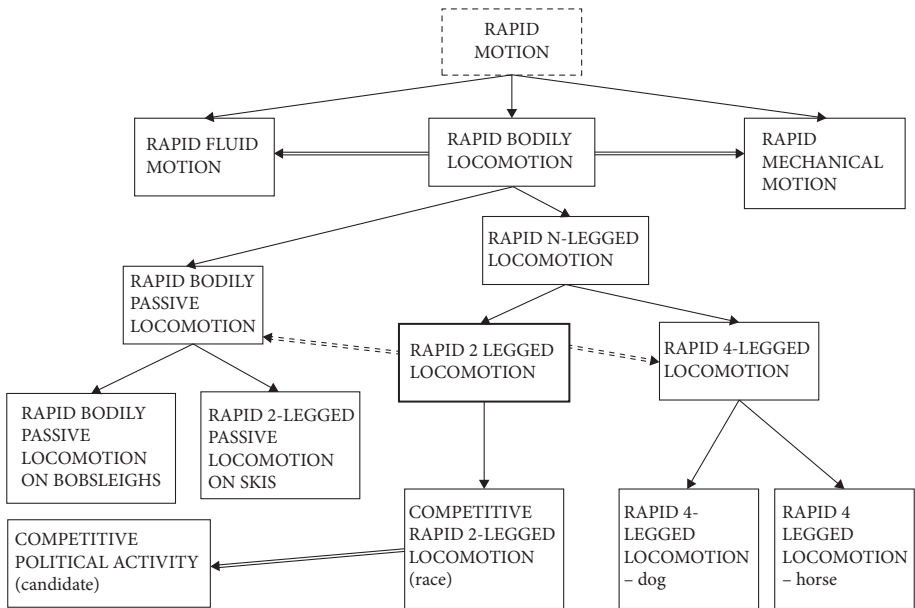 RAPID
MOTION
RAPID FLUID
MOTION
RAPID BODILY
LOCOMOTION
RAPID
MECHANICAL
MOTION
RAPID N-LEGGED
LOCOMOTION
RAPID BODILY
PASSIVE
LOCOMOTION
RAPID 2 LEGGED
LOCOMOTION
RAPID 4-LEGGED
LOCOMOTION
RAPID BODILY
PASSIVE
LOCOMOTION
ON BOBSLEIGHS
RAPID 2-LEGGED
PASSIVE
LOCOMOTION
ON SKIS
COMPETITIVE
POLITICAL ACTIVITY
(candidate)
COMPETITIVE
RAPID 2-LEGGED
LOCOMOTION
(race)
RAPID 4-
LEGGED
LOCOMOTION
– dog
RAPID 4
LEGGED
LOCOMOTION
– horse